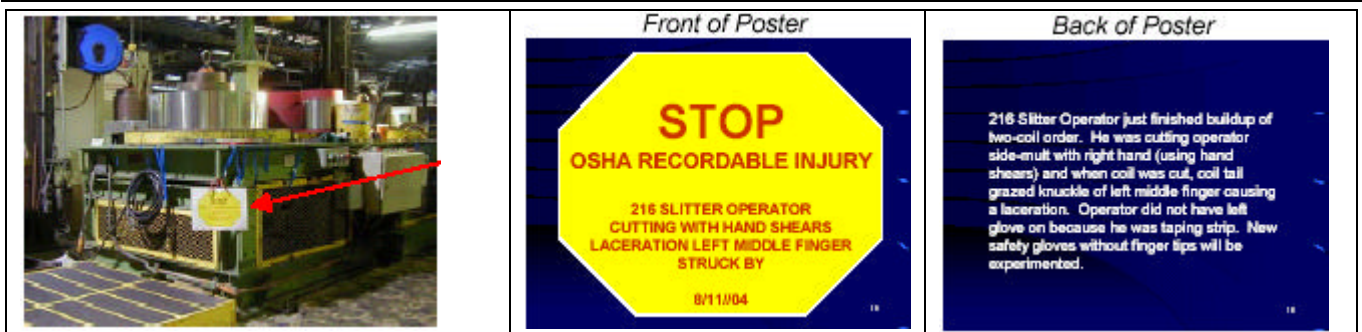 Front of Poster
STOP
OSHA RECORDABLE INJURY
216 SLITTER OPERATOR
CUTTING WITH HAND SHEARS
LACERATION LEFT MIDDLE FINGER
STRUCK BY
8/11//04
18
Back of Poster
216 Slitter Operator just finished buildup of
two-coil order. He was cutting operator
side-mult with right hand (using hand
shears) and when coil was cut, coil tail
grazed knuckle of left middle finger causing
a laceration. Operator did not have left
glove on because he was taping strip. New
safety gloves without finger tips will be
experimented.